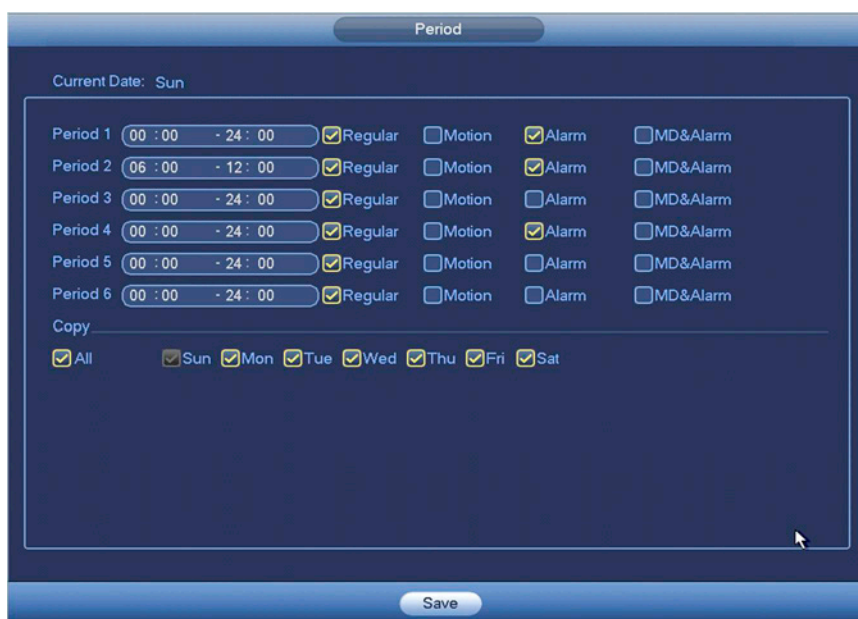 Period
Current Date: Sun
Period 1 00 :00 - 24 : 00 Regular Motion Alarm MD&Alarm
Period 2 06 :00 - 12 : 00 Regular Motion Alarm MD&Alarm
Period 3 00 :00 - 24 : 00 Regular Motion Alarm MD&Alarm
Period 4 00 :00 - 24 : 00 Regular Motion Alarm MD&Alarm
Period 5 00 :00 - 24 : 00 Regular Motion Alarm MD&Alarm
Period 6 00 :00 - 24 : 00 Regular Motion Alarm MD&Alarm
Copy
All Sun Mon Tue Wed Thu Fri Sat
Save